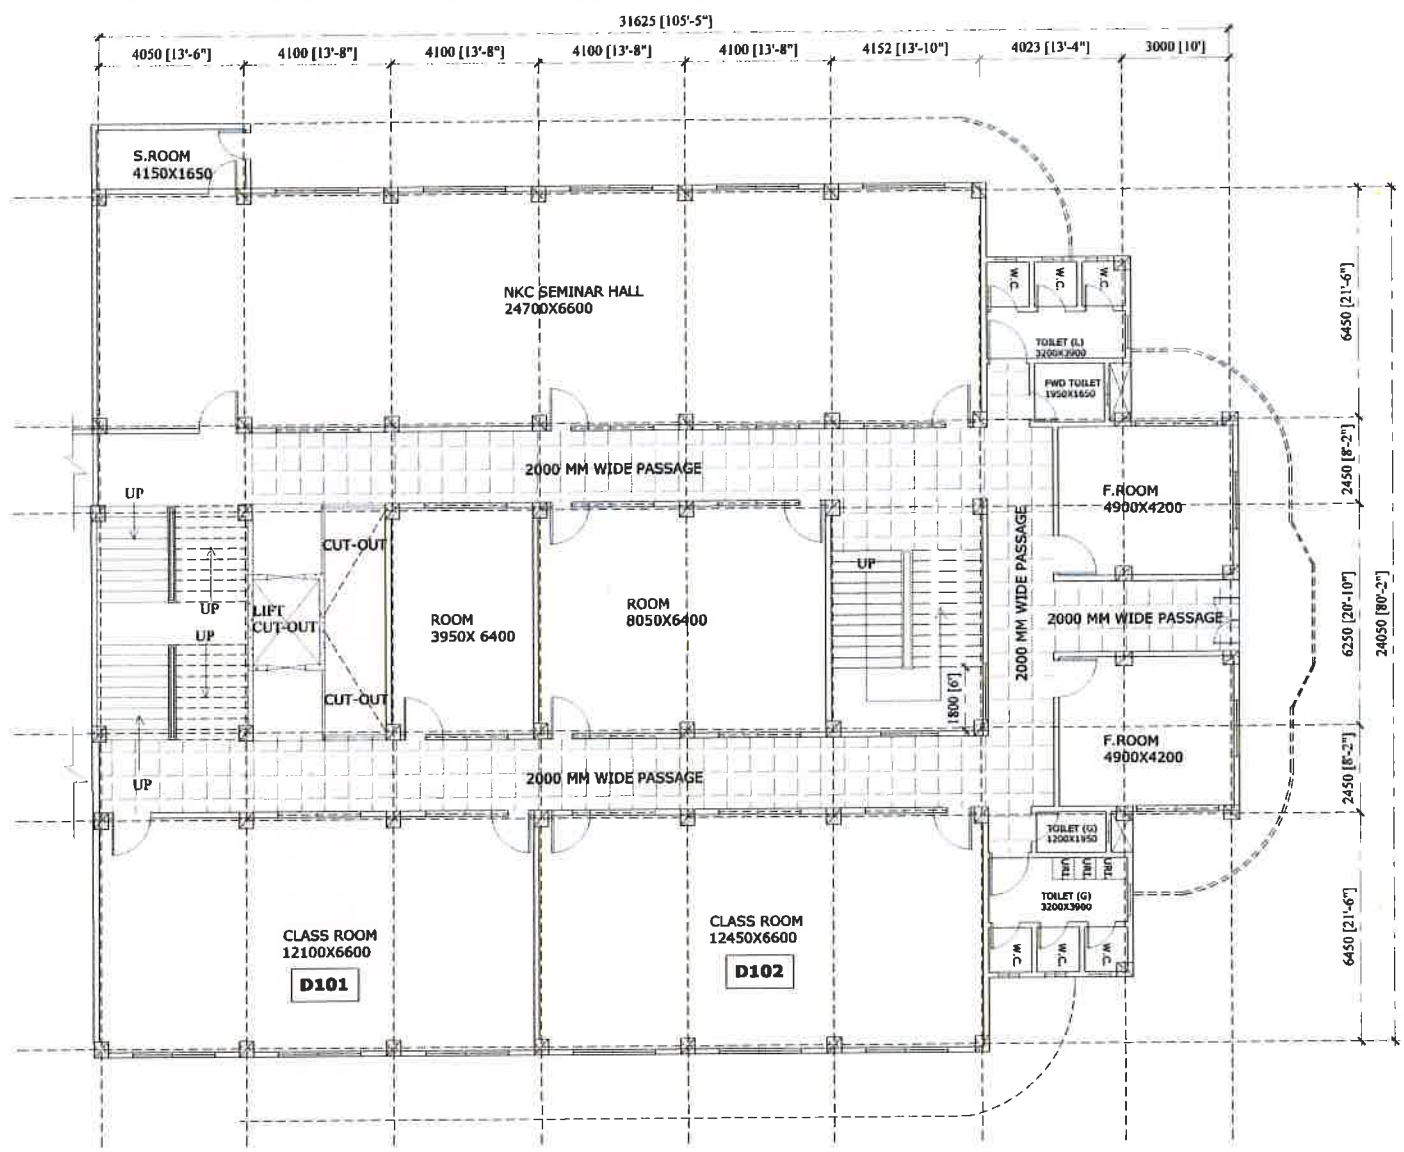 31625 [105'-5"]
4050 [13'-6"]
4100 [13'-8"]
4100 [13'-8"]
4100 [13'-8"]
4100 [13'-8"]
4152 [13'-10"]
4023 [13'-4"]
3000 [10']
S.ROOM
4150X1650
NKC SEMINAR HALL
24700X6600
W.C.
W.C.
W.C.
TOILET (L)
3200X3900
PWD TOILET
1950X1650
6450 [21'-6"]
2000 MM WIDE PASSAGE
F.ROOM
4900X4200
2450 [8'-2"]
UP
CUT-OUT
UP
LIFT
CUT-OUT
UP
CUT-OUT
UP
ROOM
3950X 6400
ROOM
8050X6400
UP
1800 [6']
2000 MM WIDE PASSAGE
2000 MM WIDE PASSAGE
6250 [20'-10"]
24050 [80'-2"]
F.ROOM
4900X4200
2000 MM WIDE PASSAGE
2450 [8'-2"]
TOILET (G)
1200X1950
URI.
URI.
URI.
TOILET (G)
3200X3900
W.C.
W.C.
W.C.
CLASS ROOM
12100X6600
D101
CLASS ROOM
12450X6600
D102
6450 [21'-6"]